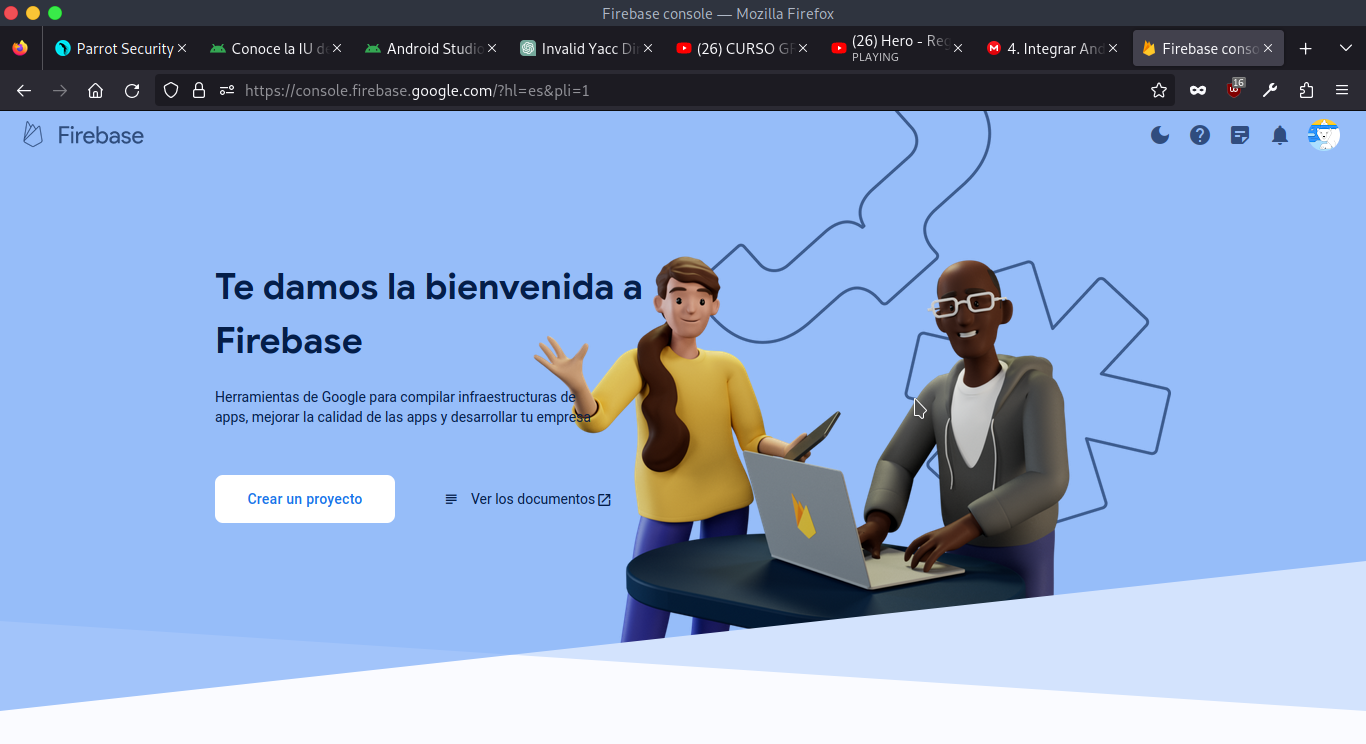 Firebase console — Mozilla Firefox
Parrot Security
Conoce la IU de
Android Studio
Invalid Yacc Di
(26) CURSO
(26) Hero - Reg
PLAYING
4. Integrar And
Firebase conso
16
https://console.firebase.google.com/?hl=es&pli=1
Firebase
Te damos la bienvenida a
Firebase
Herramientas de Google para compilar infraestructuras de
apps, mejorar la calidad de las apps y desarrollar tu empresa
Crear un proyecto
Ver los documentos